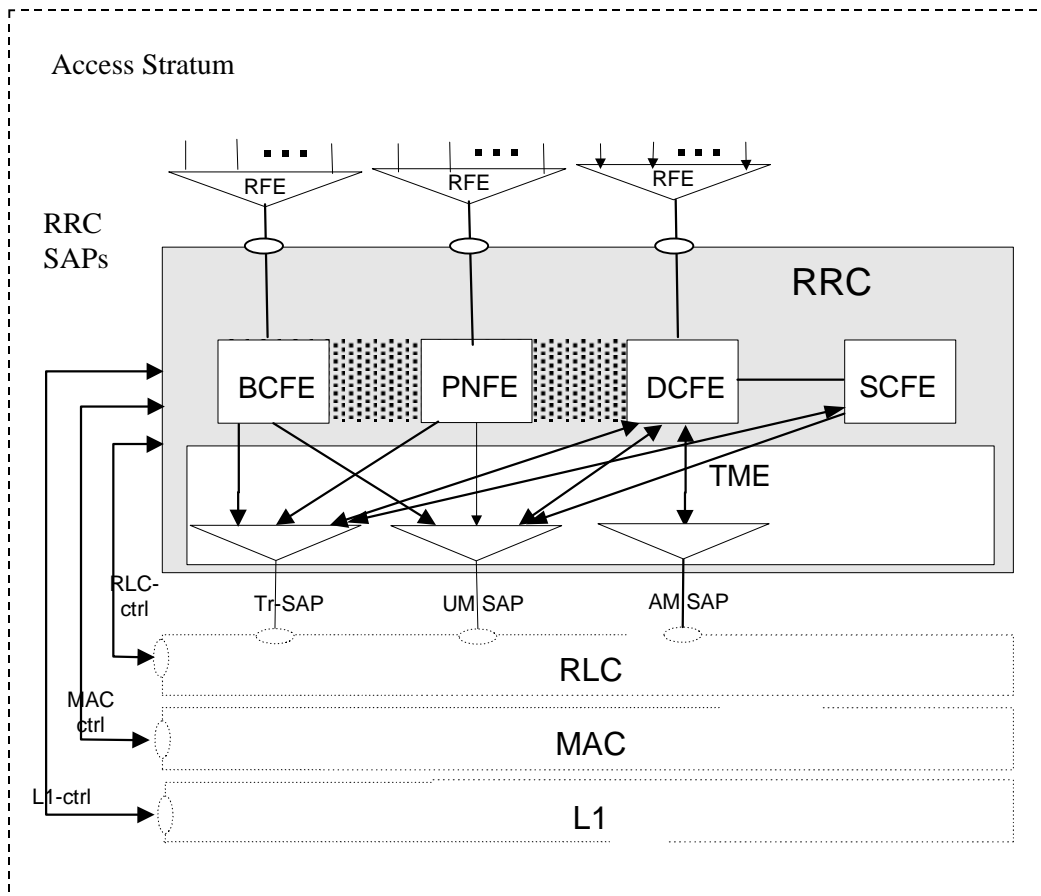 Access Stratum
RFE
RFE
RFE
RRC
SAPs
RRC
BCFE
PNFE
DCFE
SCFE
TME
RLC-
ctrl
Tr-SAP
UM SAP
AM SAP
RLC
MAC
ctrl
MAC
L1-ctrl
L1